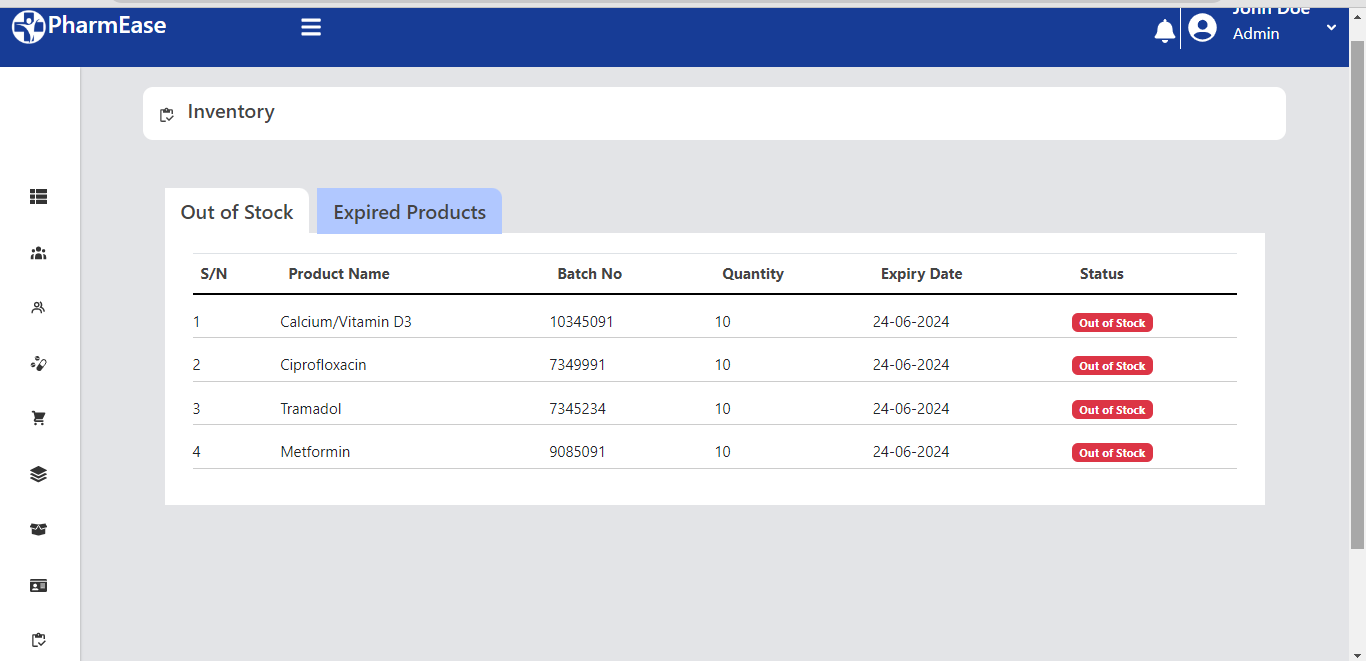 PharmEase
John Doe
Admin
Inventory
Out of Stock Expired Products
S/N Product Name Batch No Quantity Expiry Date Status
1 Calcium/Vitamin D3 10345091 10 24-06-2024 Out of Stock
2 Ciprofloxacin 7349991 10 24-06-2024 Out of Stock
3 Tramadol 7345234 10 24-06-2024 Out of Stock
4 Metformin 9085091 10 24-06-2024 Out of Stock